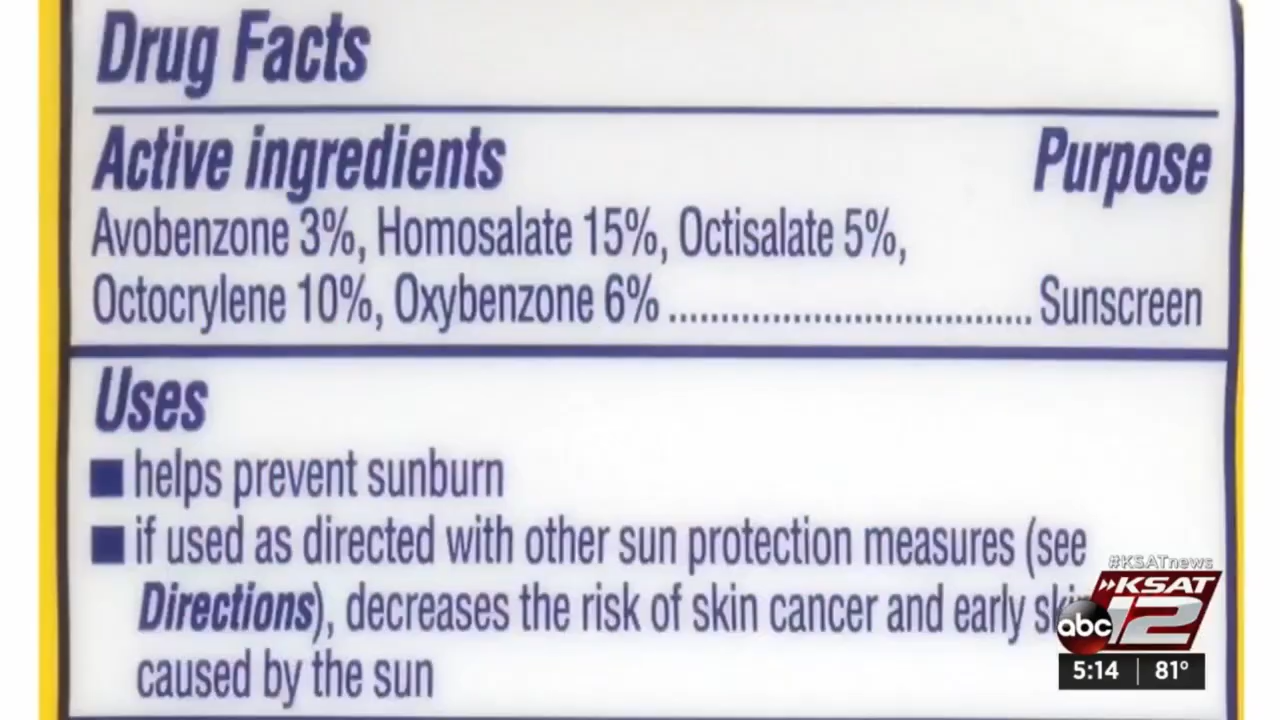 Drug Facts
Active ingredients Purpose
Avobenzone 3%, Homosalate 15%, Octisalate 5%,
Octocrylene 10%, Oxybenzone 6%.................................... Sunscreen
Uses
■ helps prevent sunburn
■ if used as directed with other sun protection measures (see
Directions), decreases the risk of skin cancer and early
caused by the sun
#KSATnews
KSAT
abc 12
5:14 | 81°